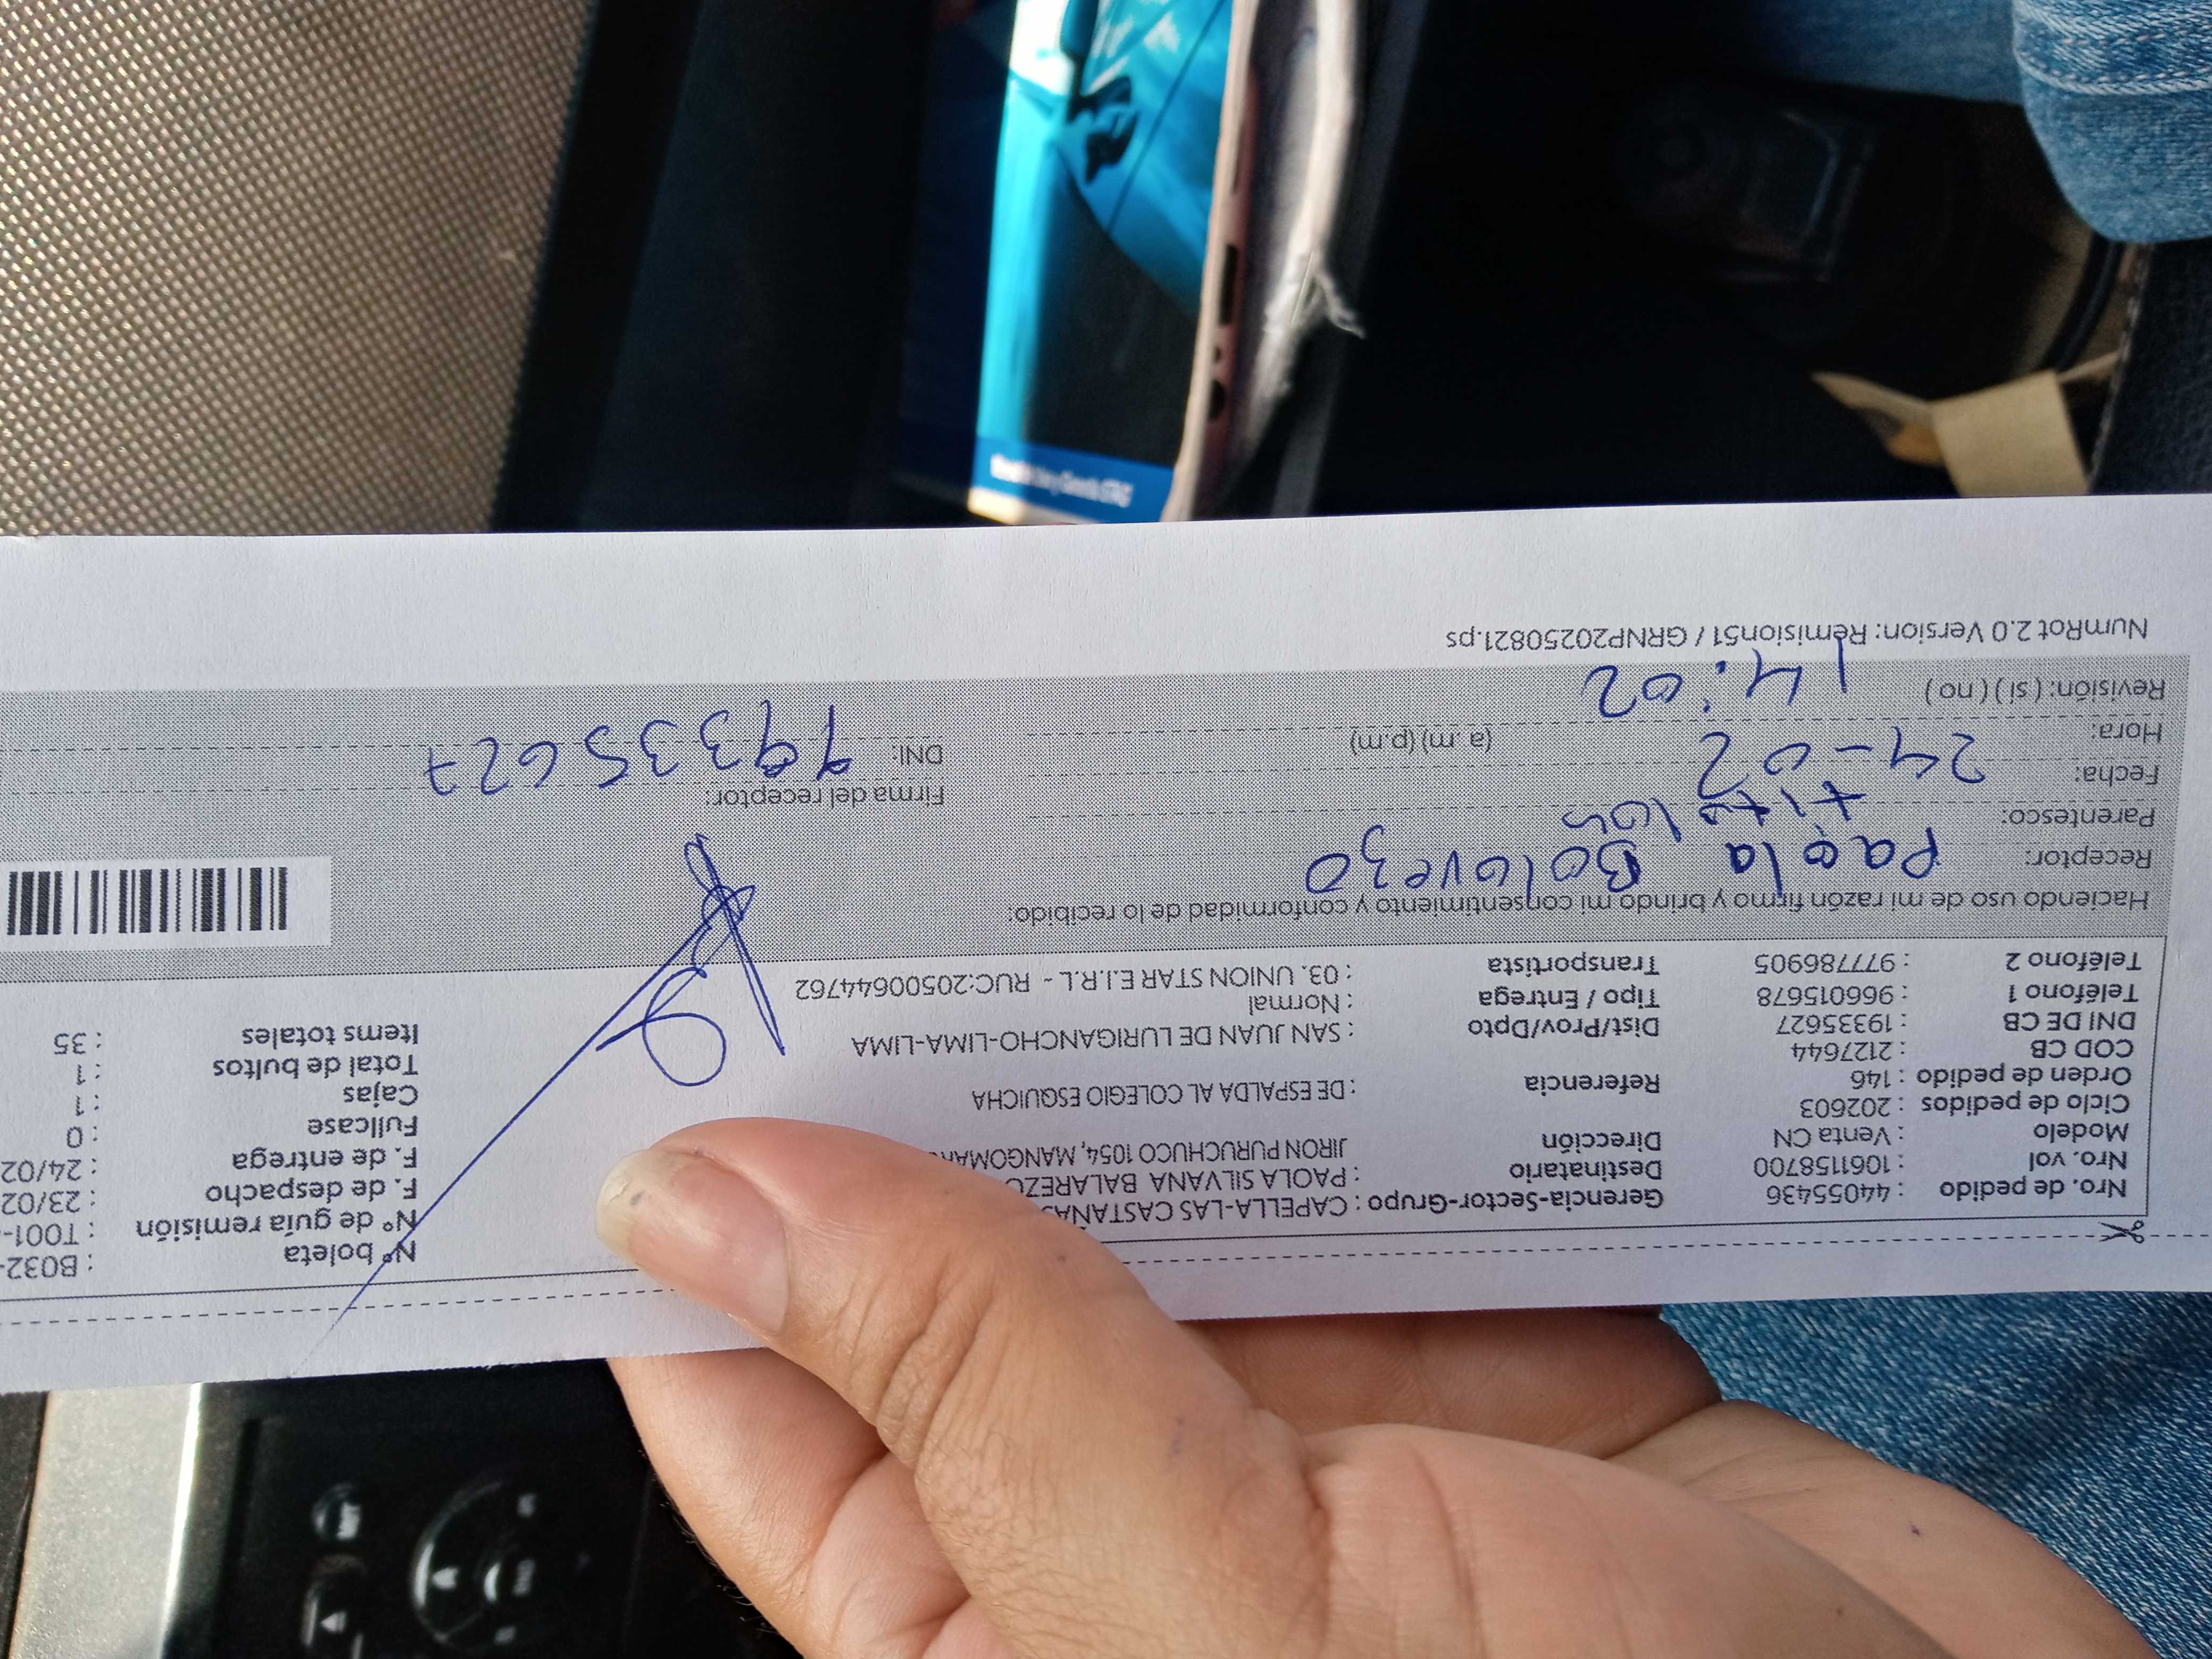 Nro. de pedido : 44055436
Nro. vol : 1061158700
Modelo : Venta CN
Ciclo de pedidos : 202603
Orden de pedido : 146
COD CB : 2127644
DNI DE CB : 19335627
Teléfono 1 : 966015678
Teléfono 2 : 977786905
Gerencia-Sector-Grupo : CAPELLA-LAS CASTAÑAS
Destinatario : PAOLA SILVANA BALAREZO
Dirección JIRON PURUCHUCO 1054, MANGOMAR
Referencia : DE ESPALDA AL COLEGIO ESQUICHA
Dist/Prov/Dpto : SAN JUAN DE LURIGANCHO-LIMA-LIMA
Tipo / Entrega : Normal
Transportista : 03. UNION STAR E.I.R.L - RUC:20500644762
N° boleta : B032-
N° de guía remisión : T001-
F. de despacho : 23/02
F. de entrega : 24/02
Fullcase : 0
Cajas : 1
Total de bultos : 1
Items totales : 35
Haciendo uso de mi razón firmo y brindo mi consentimiento y conformidad de lo recibido:
Receptor: Paola Balarezo
Parentesco: titular
Fecha: 24-02
Hora: (a.m) (p.m)
Revisión: ( si ) ( no ) 14:02
Firma del receptor:
DNI: 19335627
NumRot 2.0 Version: Remision51 / GRNP20250821.ps